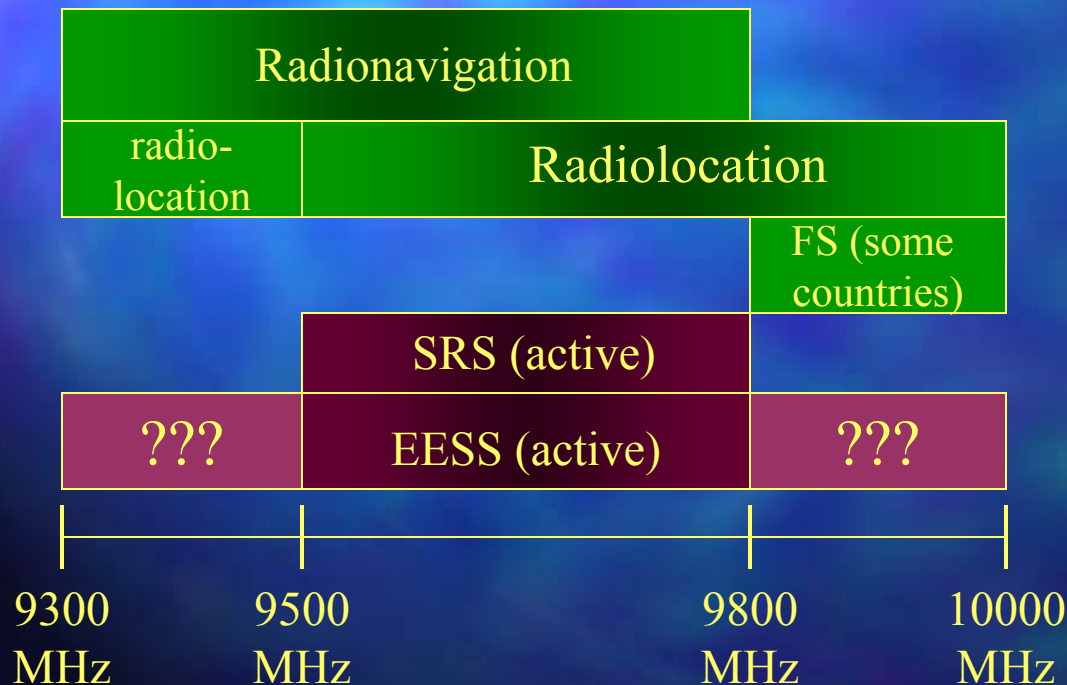 Radionavigation
radio-
location
Radiolocation
FS (some
countries)
SRS (active)
???
EESS (active)
???
9300
MHz
9500
MHz
9800
MHz
10000
MHz